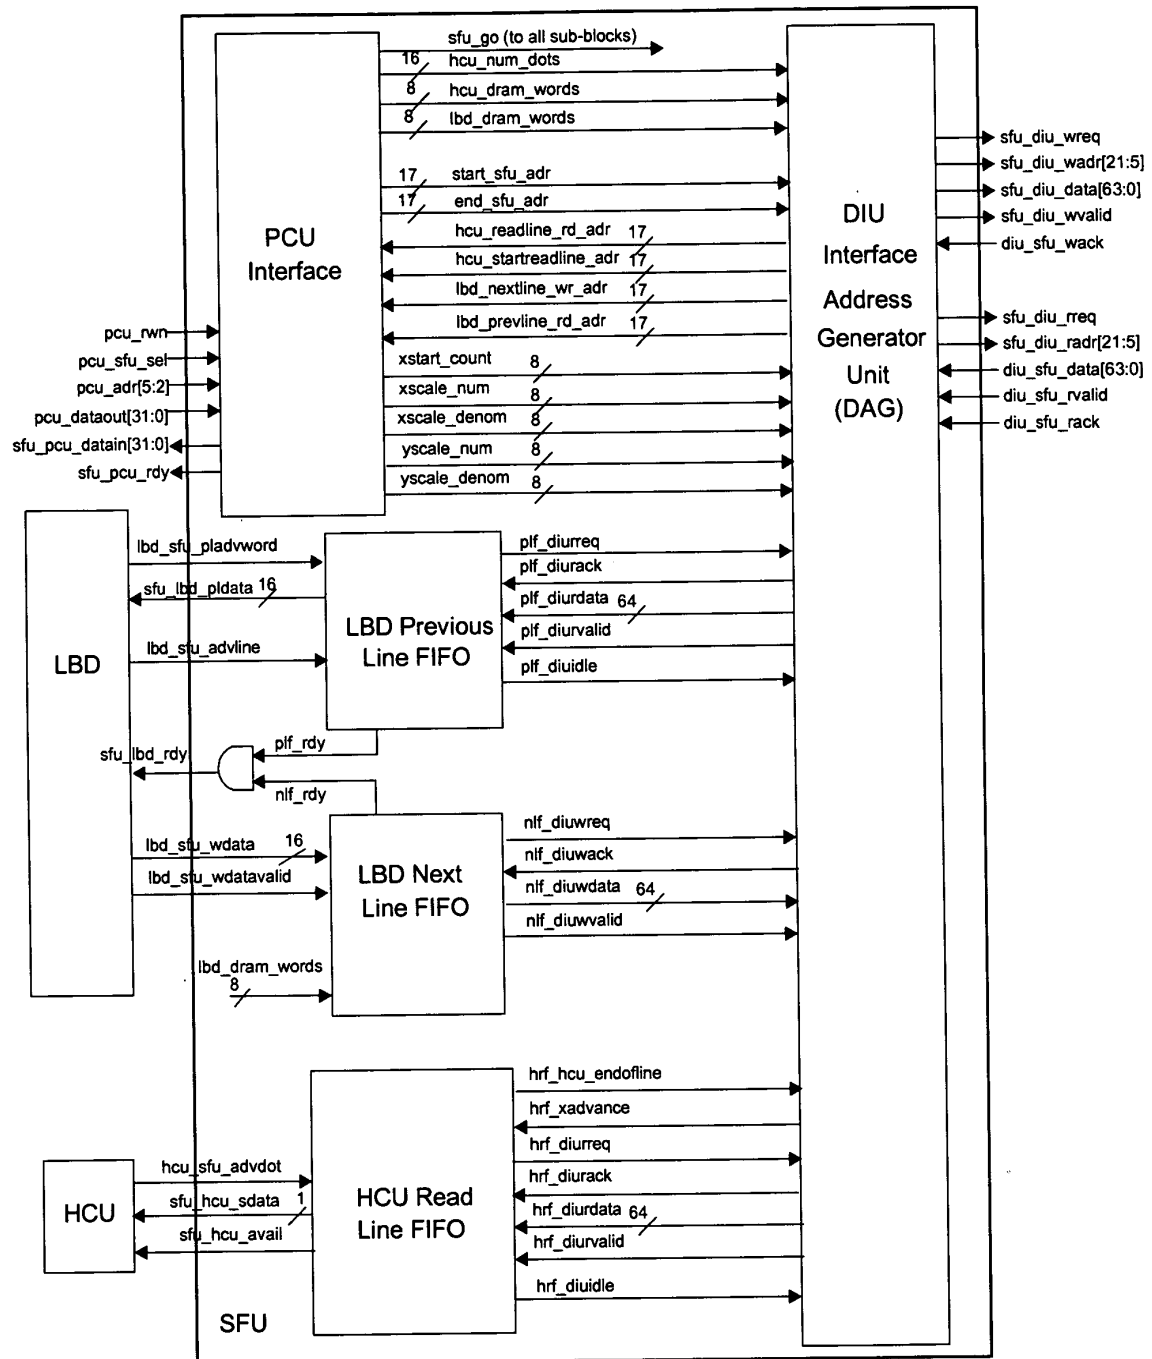 sfu_go (to all sub-blocks)
16
hcu_num_dots
8
hcu_dram_words
8
lbd_dram_words
17
start_sfu_adr
17
end_sfu_adr
hcu_readline_rd_adr
17
hcu_startreadline_adr
17
lbd_nextline_wr_adr
17
lbd_prevline_rd_adr
17
xstart_count
8
xscale_num
8
xscale_denom
8
yscale_num
8
yscale_denom
8
PCU
Interface
pcu_rwn
pcu_sfu_sel
pcu_adr[5:2]
pcu_dataout[31:0]
sfu_pcu_datain[31:0]
sfu_pcu_rdy
DIU
Interface
Address
Generator
Unit
(DAG)
sfu_diu_wreq
sfu_diu_wadr[21:5]
sfu_diu_data[63:0]
sfu_diu_wvalid
diu_sfu_wack
sfu_diu_rreq
sfu_diu_radr[21:5]
diu_sfu_data[63:0]
diu_sfu_rvalid
diu_sfu_rack
LBD
lbd_sfu_pladvword
sfu_lbd_pldata
16
lbd_sfu_advline
LBD Previous
Line FIFO
plf_diurreq
plf_diurack
plf_diurdata
64
plf_diurvalid
plf_diuidle
sfu_lbd_rdy
plf_rdy
nlf_rdy
lbd_sfu_wdata
16
lbd_sfu_wdatavalid
lbd_dram_words
8
LBD Next
Line FIFO
nlf_diuwreq
nlf_diuwack
nlf_diuwdata
64
nlf_diuwvalid
HCU
hcu_sfu_advdot
sfu_hcu_sdata
1
sfu_hcu_avail
HCU Read
Line FIFO
hrf_hcu_endofline
hrf_xadvance
hrf_diurreq
hrf_diurack
hrf_diurdata
64
hrf_diurvalid
hrf_diuidle
SFU